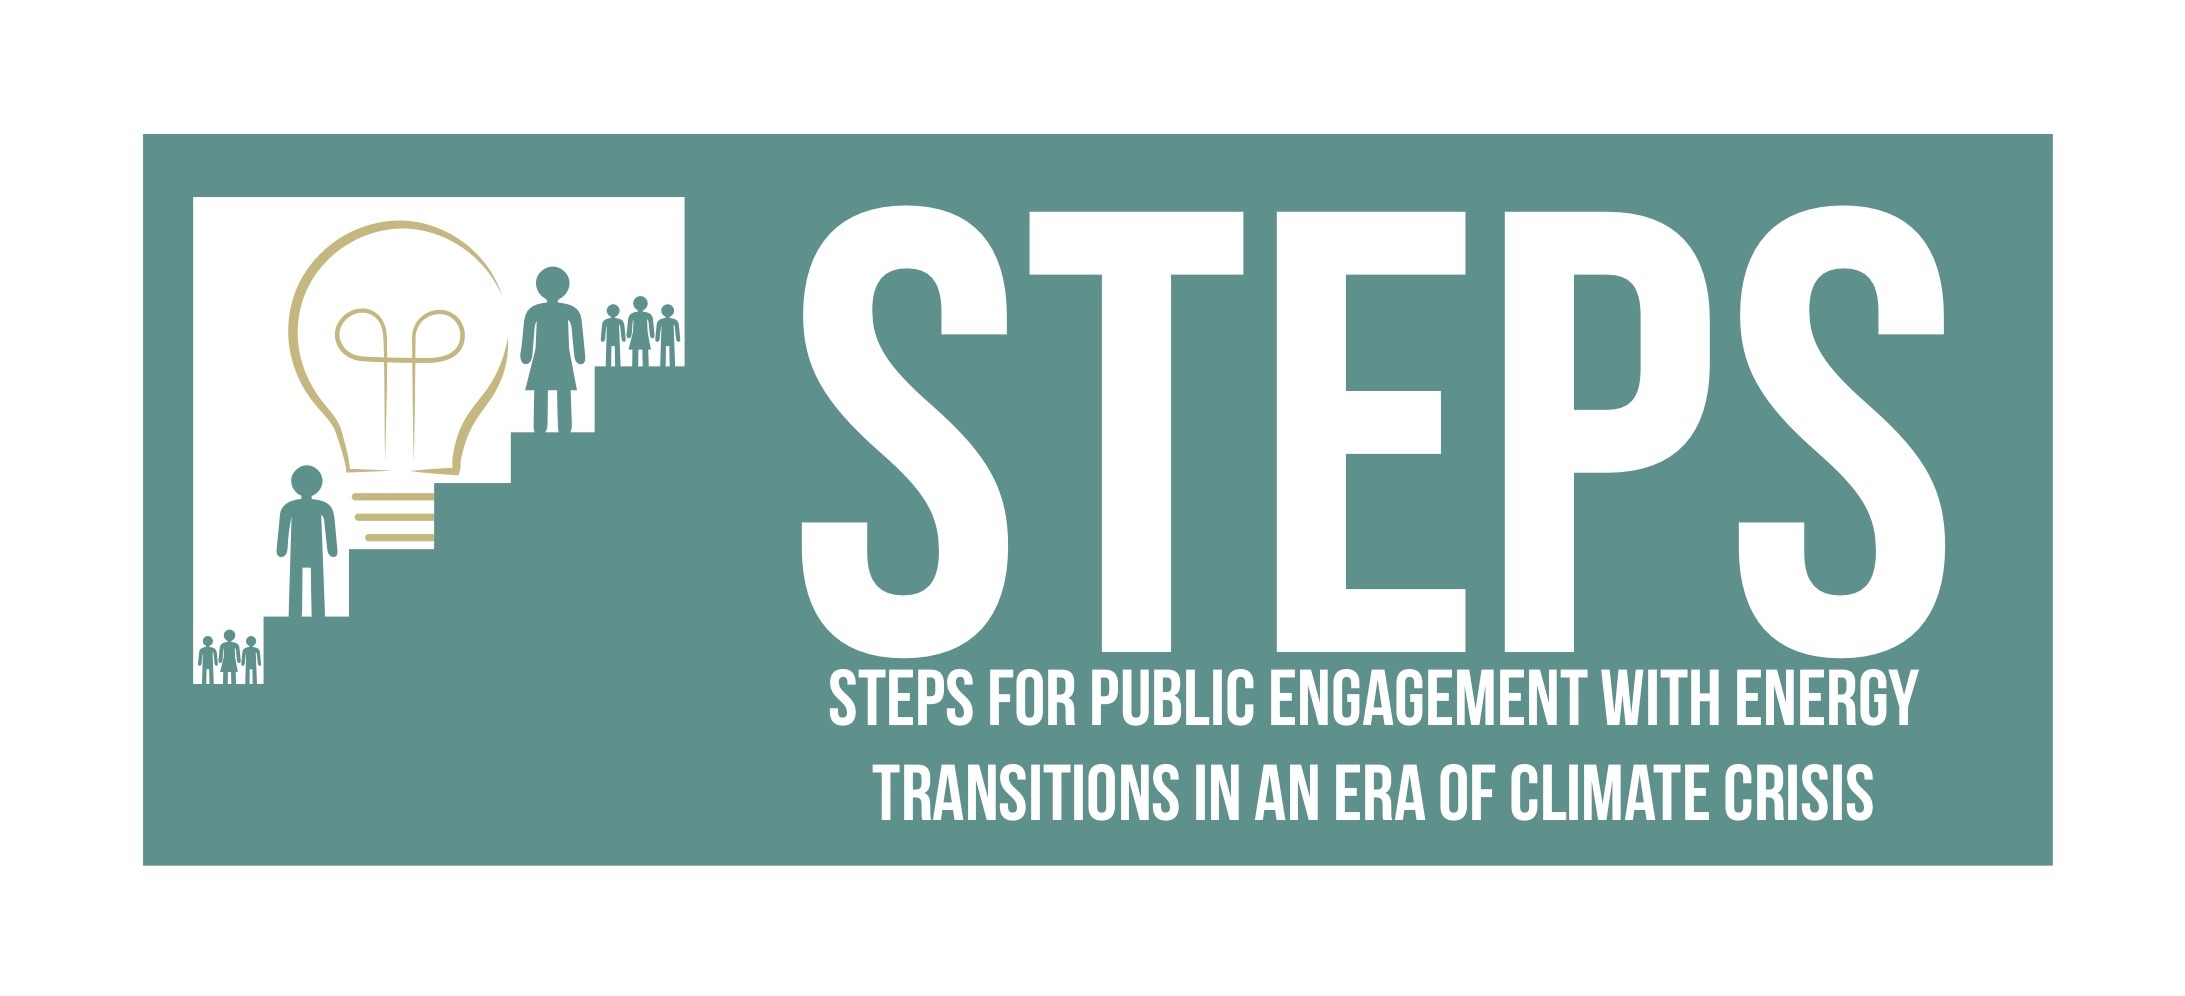 STEPS
STEPS FOR PUBLIC ENGAGEMENT WITH ENERGY
TRANSITIONS IN AN ERA OF CLIMATE CRISIS